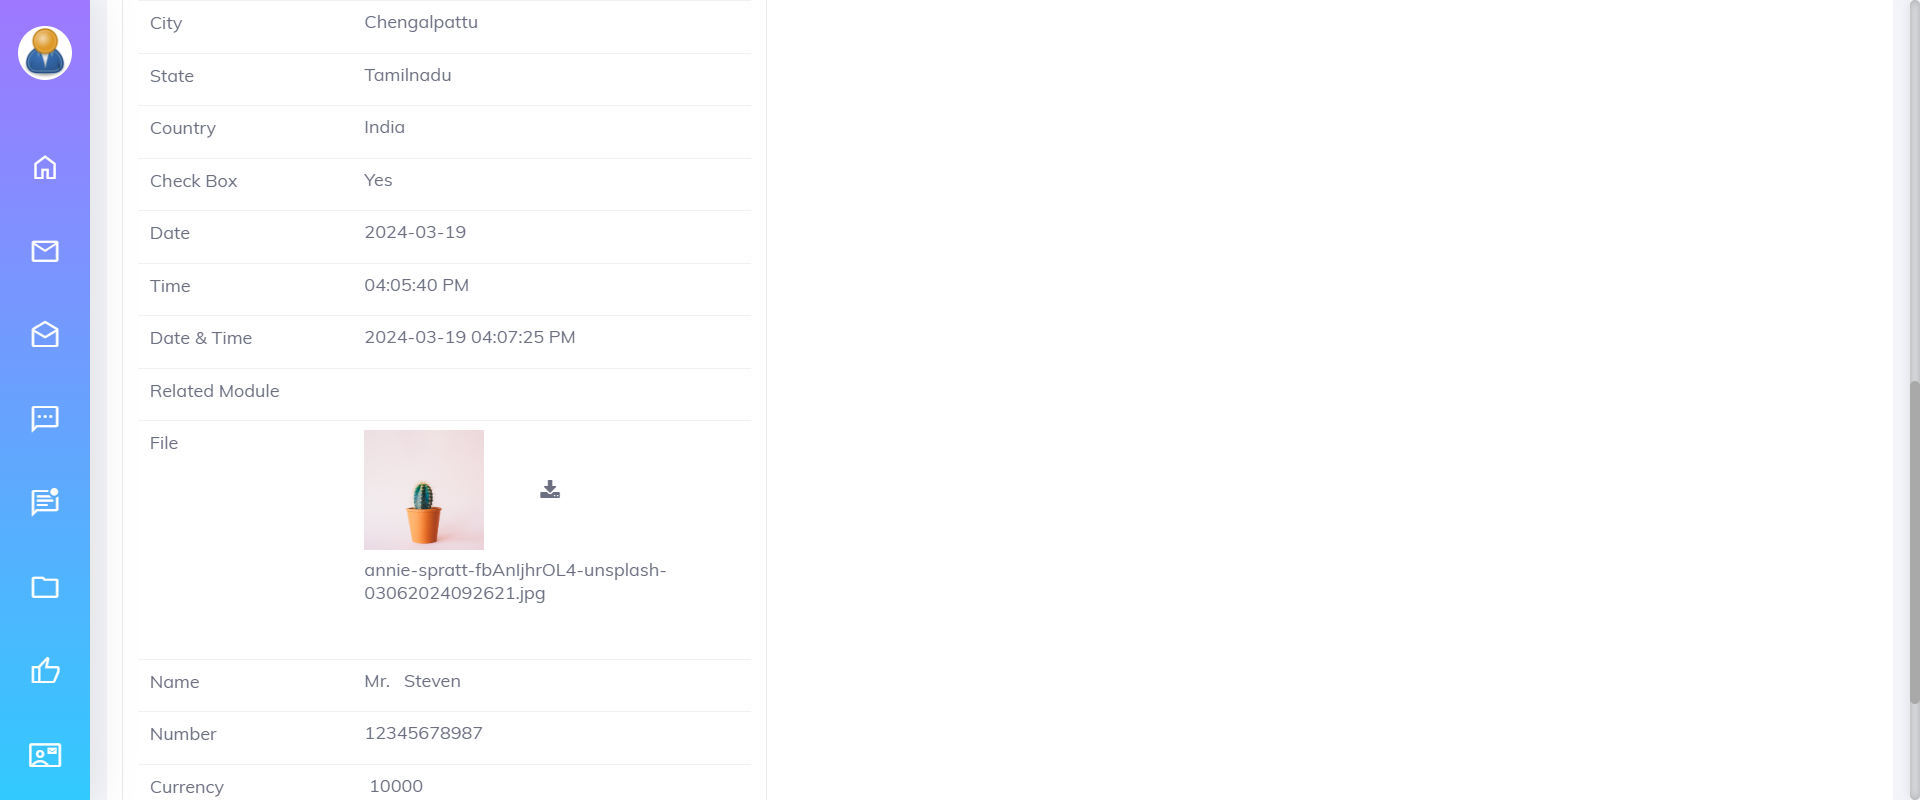 City Chengalpattu
State Tamilnadu
Country India
Check Box Yes
Date 2024-03-19
Time 04:05:40 PM
Date & Time 2024-03-19 04:07:25 PM
Related Module
File
annie-spratt-fbAnIjhrOL4-unsplash-
03062024092621.jpg
Name Mr. Steven
Number 12345678987
Currency 10000